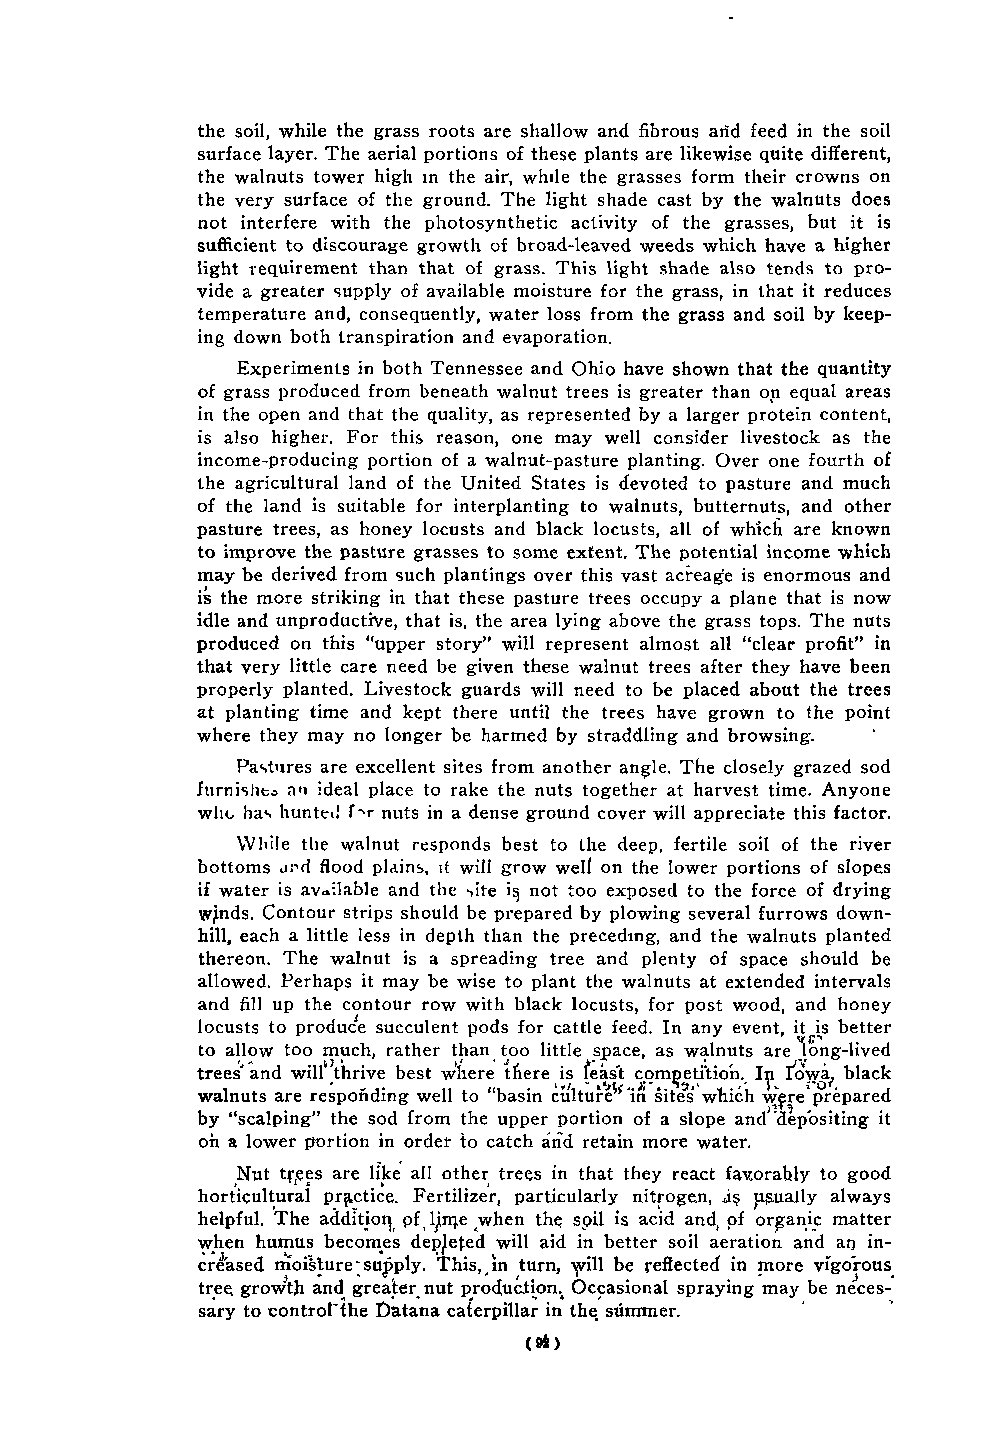 the soil, while the grass roots are shallow and fibrous and feed in the soil
surface layer. The aerial portions of these plants are likewise quite different,
the walnuts tower high in the air, while the grasses form their crowns on
the very surface of the ground. The light shade cast by the walnuts does
not interfere with the photosynthetic activity of the grasses, but it is
sufficient to discourage growth of broad-leaved weeds which have a higher
light requirement than that of grass. This light shade also tends to pro-
vide a greater supply of available moisture for the grass, in that it reduces
temperature and, consequently, water loss from the grass and soil by keep-
ing down both transpiration and evaporation.
Experiments in both Tennessee and Ohio have shown that the quantity
of grass produced from beneath walnut trees is greater than on equal areas
in the open and that the quality, as represented by a larger protein content,
is also higher. For this reason, one may well consider livestock as the
income-producing portion of a walnut-pasture planting. Over one fourth of
the agricultural land of the United States is devoted to pasture and much
of the land is suitable for interplanting to walnuts, butternuts, and other
pasture trees, as honey locusts and black locusts, all of which are known
to improve the pasture grasses to some extent. The potential income which
may be derived from such plantings over this vast acreage is enormous and
is the more striking in that these pasture trees occupy a plane that is now
idle and unproductive, that is, the area lying above the grass tops. The nuts
produced on this "upper story" will represent almost all "clear profit" in
that very little care need be given these walnut trees after they have been
properly planted. Livestock guards will need to be placed about the trees
at planting time and kept there until the trees have grown to the point
where they may no longer be harmed by straddling and browsing.
Pastures are excellent sites from another angle. The closely grazed sod
furnishes an ideal place to rake the nuts together at harvest time. Anyone
who has hunted for nuts in a dense ground cover will appreciate this factor.
While the walnut responds best to the deep, fertile soil of the river
bottoms and flood plains, it will grow well on the lower portions of slopes
if water is available and the site is not too exposed to the force of drying
winds. Contour strips should be prepared by plowing several furrows down-
hill, each a little less in depth than the preceding, and the walnuts planted
thereon. The walnut is a spreading tree and plenty of space should be
allowed. Perhaps it may be wise to plant the walnuts at extended intervals
and fill up the contour row with black locusts, for post wood, and honey
locusts to produce succulent pods for cattle feed. In any event, it is better
to allow too much, rather than too little space, as walnuts are long-lived
trees and will thrive best where there is least competition. In Iowa, black
walnuts are responding well to "basin culture" in sites which were prepared
by "scalping" the sod from the upper portion of a slope and depositing it
on a lower portion in order to catch and retain more water.
Nut trees are like all other trees in that they react favorably to good
horticultural practice. Fertilizer, particularly nitrogen, is usually always
helpful. The addition of lime when the soil is acid and of organic matter
when humus becomes depleted will aid in better soil aeration and an in-
creased moisture supply. This, in turn, will be reflected in more vigorous
tree growth and greater nut production. Occasional spraying may be neces-
sary to control the Datana caterpillar in the summer.